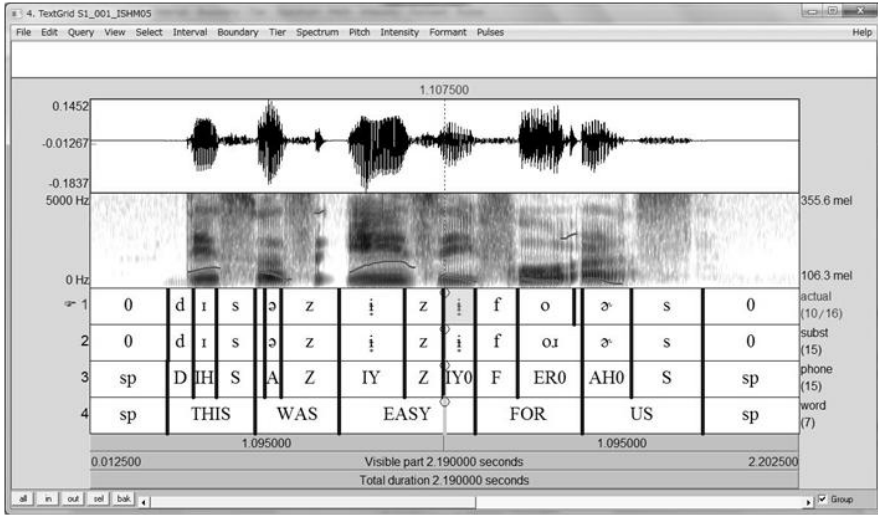 4. TextGrid S1_001_ISHM05
File Edit Query View Select Interval Boundary Tier Spectrum Pitch Intensity Formant Pulses Help
1.107500
0.1452
-0.01267
-0.1837
5000 Hz 355.6 mel
0 Hz 106.3 mel
1 0 d ɪ s ə z ɨ̞ z ɨ̞ f o ɚ s 0 actual (10/16)
2 0 d ɪ s ə z ɨ̞ z ɨ̞ f oɹ ɚ s 0 subst (15)
3 sp D IH S A Z IY Z IY0 F ER0 AH0 S sp phone (15)
4 sp THIS WAS EASY FOR US sp word (7)
1.095000 1.095000
0.012500 Visible part 2.190000 seconds 2.202500
Total duration 2.190000 seconds
all in out sel bak Group